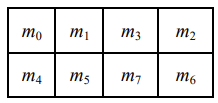 m₀ m₁ m₃ m₂
m₄ m₅ m₇ m₆